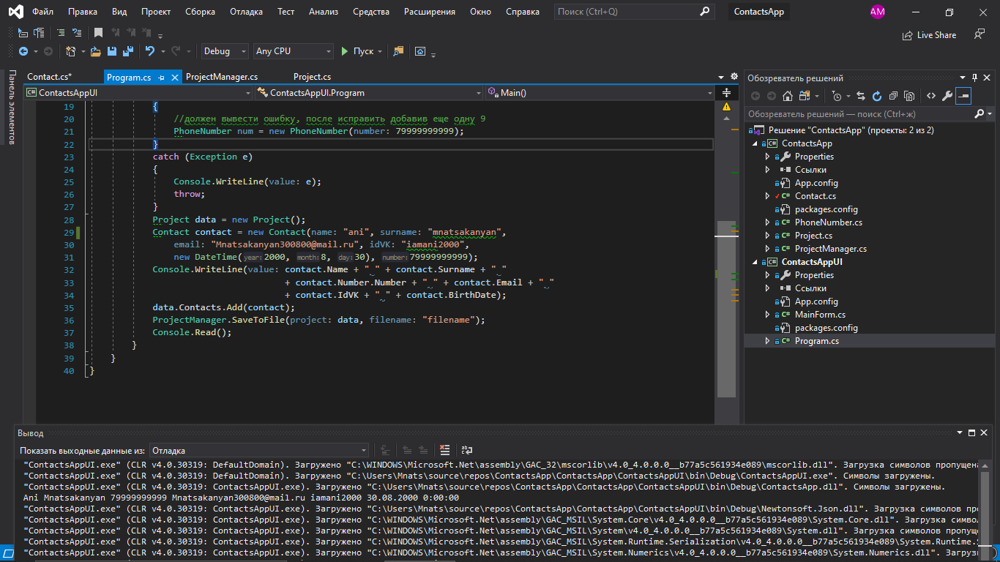 Файл Правка Вид Проект Сборка Отладка Тест Анализ Средства Расширения Окно Справка Поиск (Ctrl+Q) ContactsApp AM
Live Share
Debug Any CPU Пуск
Панель элементов
Contact.cs* Program.cs ProjectManager.cs Project.cs
ContactsAppUI ContactsAppUI.Program Main()
19 {
20 //должен вывести ошибку, после исправить добавив еще одну 9
21 PhoneNumber num = new PhoneNumber(number: 79999999999);
22 }
23 catch (Exception e)
24 {
25 Console.WriteLine(value: e);
26 throw;
27 }
28 Project data = new Project();
29 Contact contact = new Contact(name: "ani", surname: "mnatsakanyan",
30 email: "Mnatsakanyan300800@mail.ru", idVK: "iamani2000",
31 new DateTime(year:2000, month:8, day:30), number:79999999999);
32 Console.WriteLine(value: contact.Name + " " + contact.Surname + " "
33 + contact.Number.Number + " " + contact.Email + " "
34 + contact.IdVK + " " + contact.BirthDate);
35 data.Contacts.Add(contact);
36 ProjectManager.SaveToFile(project: data, filename: "filename");
37 Console.Read();
38 }
39 }
40 }
Обозреватель решений
Обозреватель решений — поиск (Ctrl+ж)
Решение "ContactsApp" (проекты: 2 из 2)
ContactsApp
Properties
Ссылки
App.config
Contact.cs
packages.config
PhoneNumber.cs
Project.cs
ProjectManager.cs
ContactsAppUI
Properties
Ссылки
App.config
MainForm.cs
packages.config
Program.cs
Вывод
Показать выходные данные из: Отладка
"ContactsAppUI.exe" (CLR v4.0.30319: DefaultDomain). Загружено "C:\WINDOWS\Microsoft.Net\assembly\GAC_32\mscorlib\v4.0_4.0.0.0__b77a5c561934e089\mscorlib.dll". Загрузка символов пропущена
"ContactsAppUI.exe" (CLR v4.0.30319: DefaultDomain). Загружено "C:\Users\Mnats\source\repos\ContactsApp\ContactsApp\ContactsAppUI\bin\Debug\ContactsAppUI.exe". Символы загружены.
"ContactsAppUI.exe" (CLR v4.0.30319: ContactsAppUI.exe). Загружено "C:\Users\Mnats\source\repos\ContactsApp\ContactsApp\ContactsAppUI\bin\Debug\ContactsApp.dll". Символы загружены.
Ani Mnatsakanyan 79999999999 Mnatsakanyan300800@mail.ru iamani2000 30.08.2000 0:00:00
"ContactsAppUI.exe" (CLR v4.0.30319: ContactsAppUI.exe). Загружено "C:\Users\Mnats\source\repos\ContactsApp\ContactsApp\ContactsAppUI\bin\Debug\Newtonsoft.Json.dll". Загрузка символов про
"ContactsAppUI.exe" (CLR v4.0.30319: ContactsAppUI.exe). Загружено "C:\WINDOWS\Microsoft.Net\assembly\GAC_MSIL\System.Core\v4.0_4.0.0.0__b77a5c561934e089\System.Core.dll". Загрузка символов
"ContactsAppUI.exe" (CLR v4.0.30319: ContactsAppUI.exe). Загружено "C:\WINDOWS\Microsoft.Net\assembly\GAC_MSIL\System\v4.0_4.0.0.0__b77a5c561934e089\System.dll". Загрузка символов пропуще
"ContactsAppUI.exe" (CLR v4.0.30319: ContactsAppUI.exe). Загружено "C:\WINDOWS\Microsoft.Net\assembly\GAC_MSIL\System.Runtime.Serialization\v4.0_4.0.0.0__b77a5c561934e089\System.Runtime.
"ContactsAppUI.exe" (CLR v4.0.30319: ContactsAppUI.exe). Загружено "C:\WINDOWS\Microsoft.Net\assembly\GAC_MSIL\System.Numerics\v4.0_4.0.0.0__b77a5c561934e089\System.Numerics.dll". Загруз